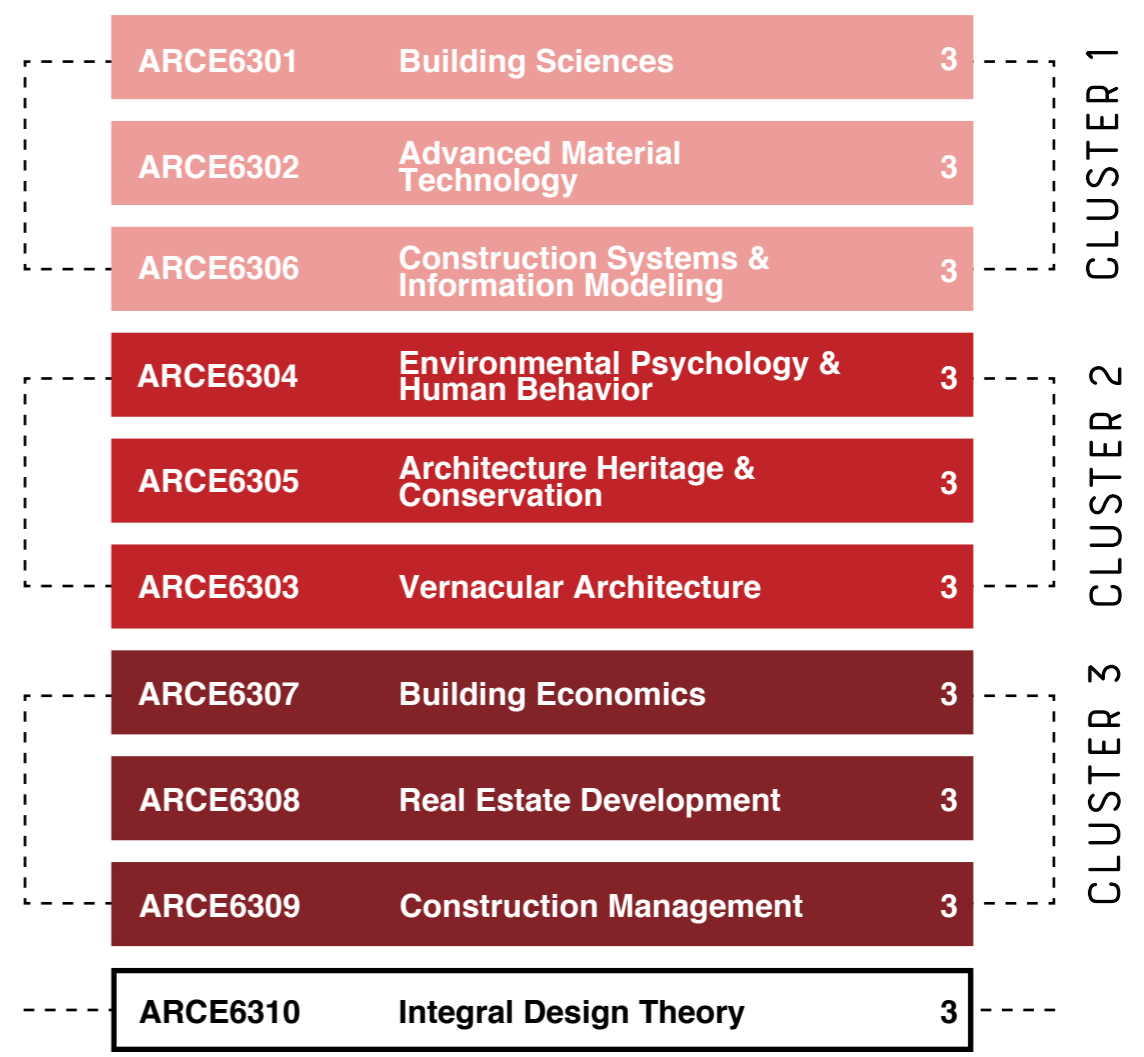 ARCE6301 Building Sciences 3
ARCE6302 Advanced Material
Technology 3
ARCE6306 Construction Systems &
Information Modeling 3
CLUSTER 1
ARCE6304 Environmental Psychology &
Human Behavior 3
ARCE6305 Architecture Heritage &
Conservation 3
ARCE6303 Vernacular Architecture 3
CLUSTER 2
ARCE6307 Building Economics 3
ARCE6308 Real Estate Development 3
ARCE6309 Construction Management 3
CLUSTER 3
ARCE6310 Integral Design Theory 3